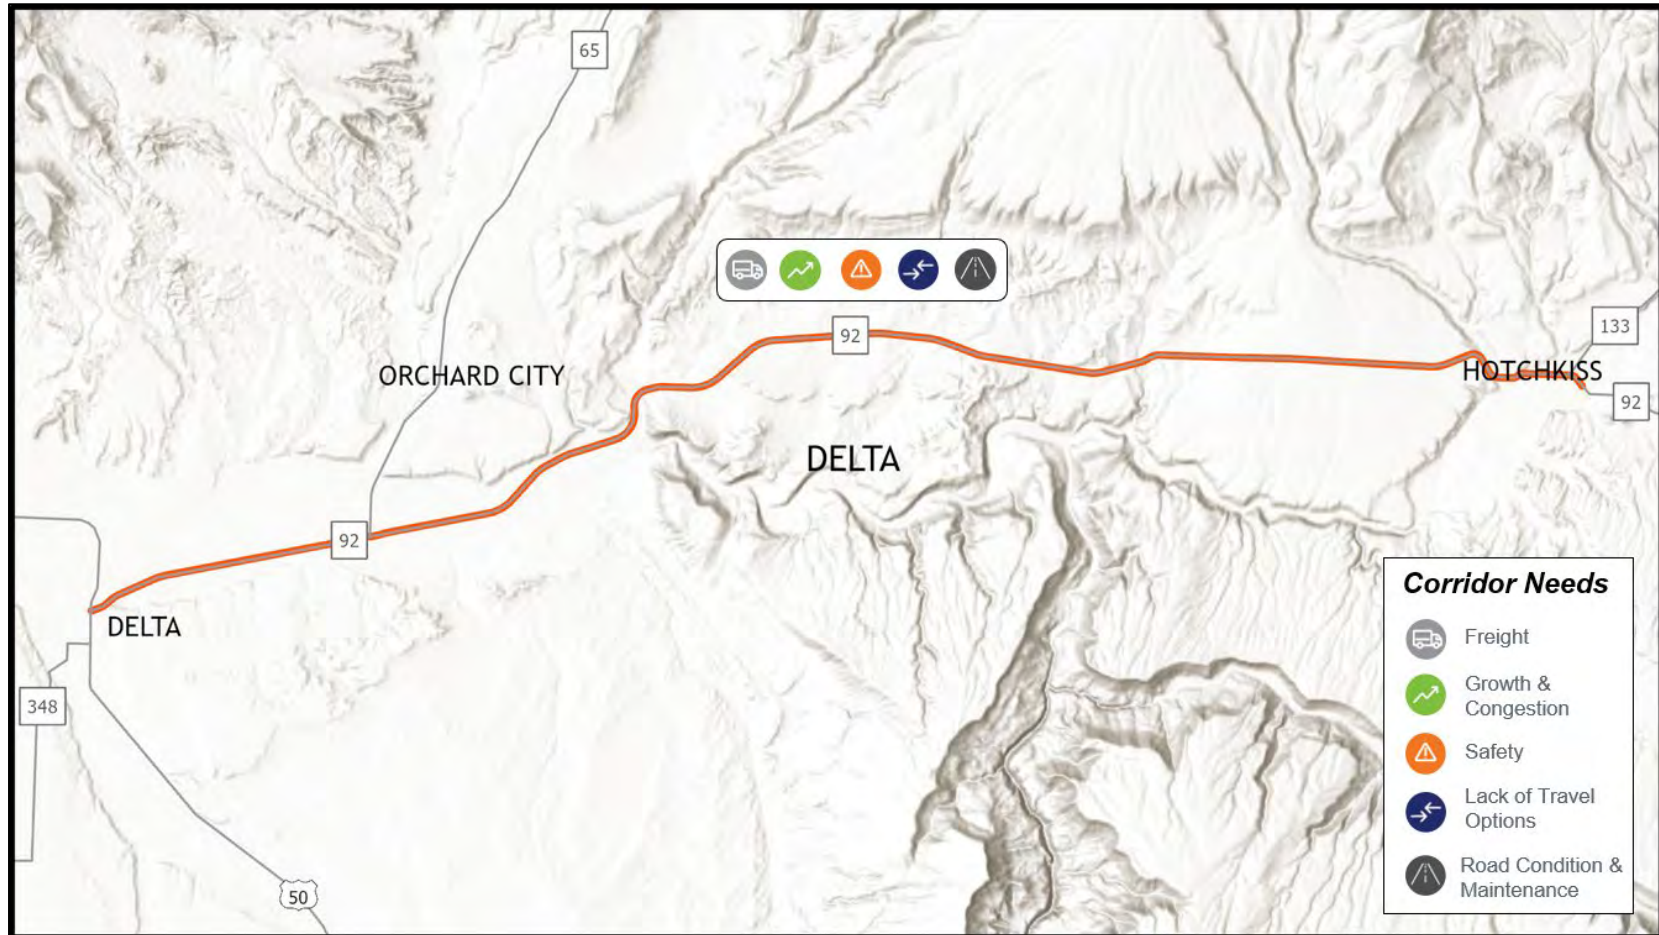 65
92
133
ORCHARD CITY
HOTCHKISS
92
DELTA
92
DELTA
348
50
Corridor Needs
Freight
Growth &
Congestion
Safety
Lack of Travel
Options
Road Condition &
Maintenance